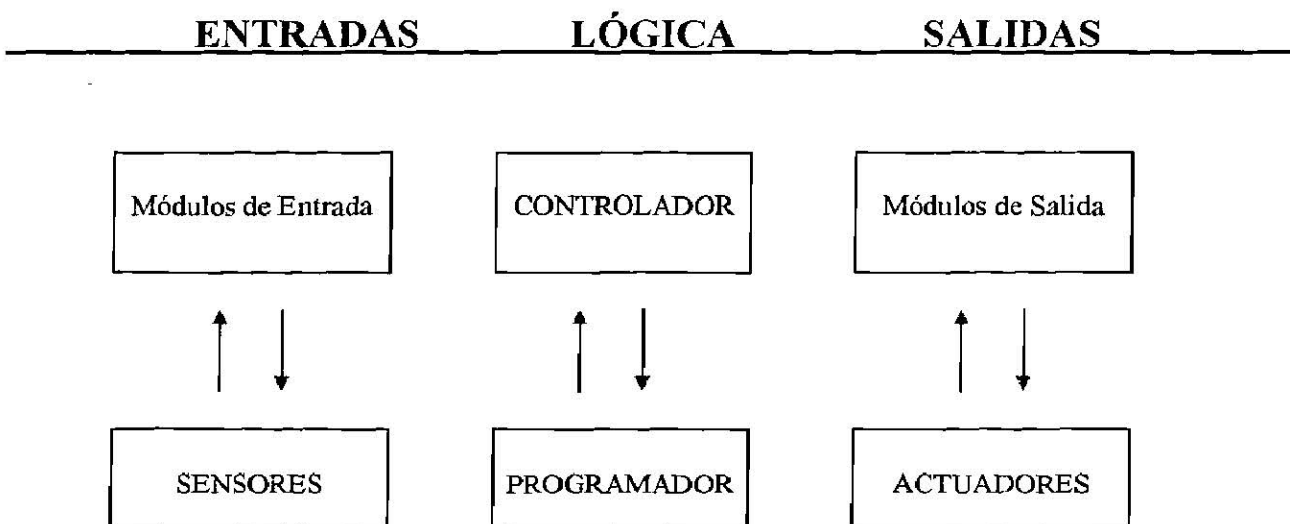 ENTRADAS LÓGICA SALIDAS
Módulos de Entrada CONTROLADOR Módulos de Salida
SENSORES PROGRAMADOR ACTUADORES